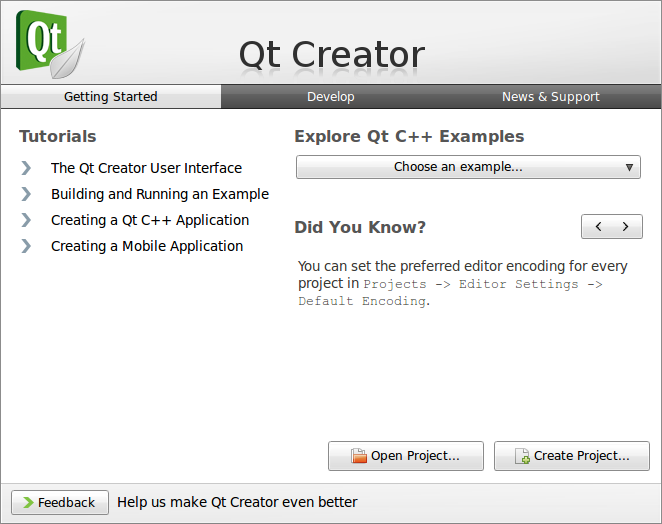 Qt
Qt Creator
Getting Started
Develop
News & Support
Tutorials
The Qt Creator User Interface
Building and Running an Example
Creating a Qt C++ Application
Creating a Mobile Application
Explore Qt C++ Examples
Choose an example...
Did You Know?
You can set the preferred editor encoding for every
project in Projects -> Editor Settings ->
Default Encoding.
Open Project...
Create Project...
Feedback
Help us make Qt Creator even better